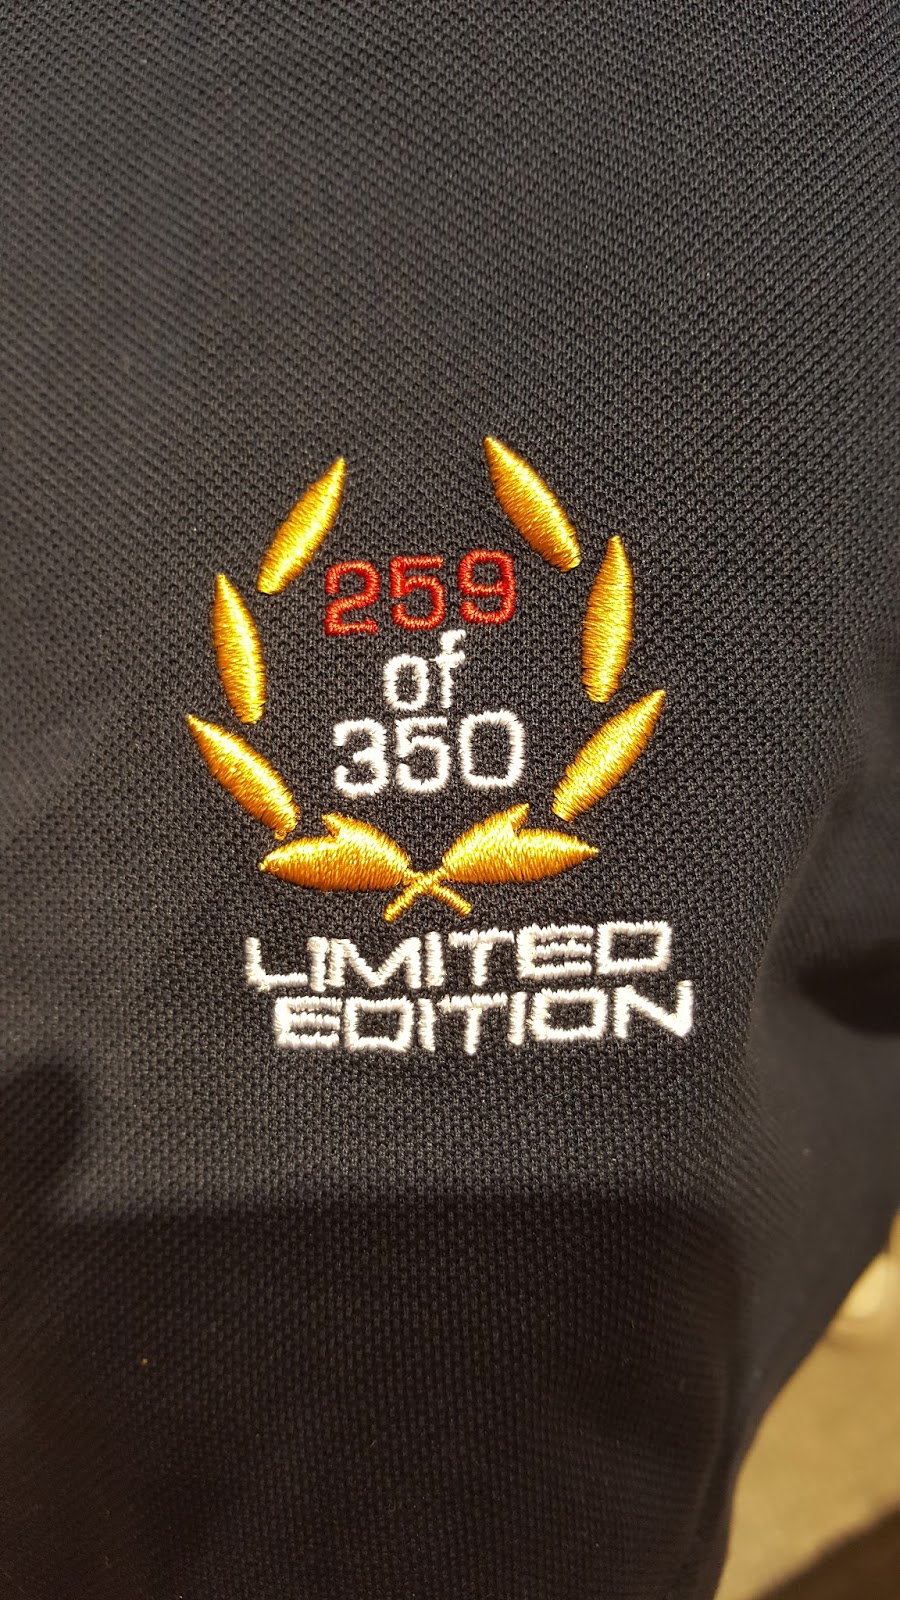 259
of
350
LIMITED
EDITION